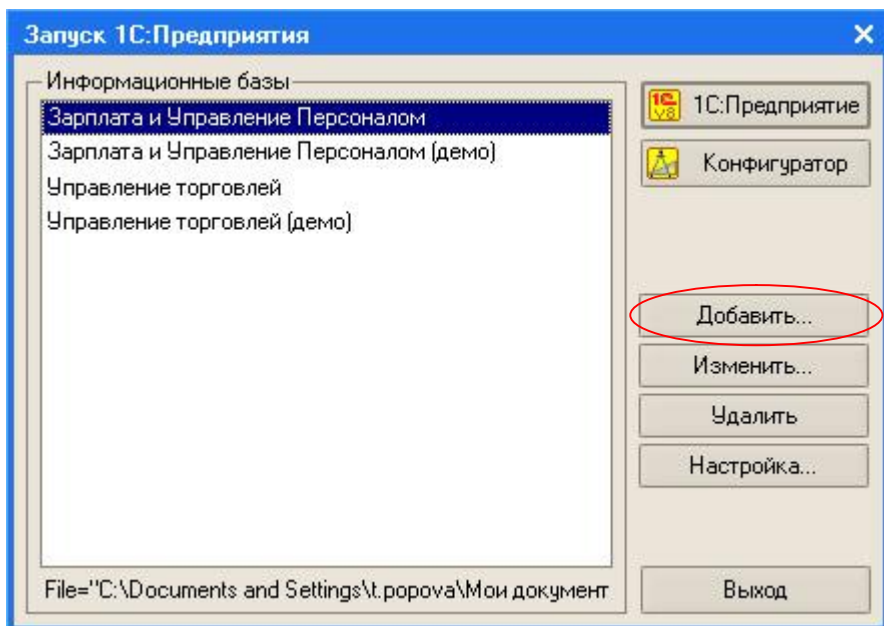 Запуск 1С:Предприятия
Информационные базы
Зарплата и Управление Персоналом
Зарплата и Управление Персоналом (демо)
Управление торговлей
Управление торговлей (демо)
File="C:\Documents and Settings\t.popova\Мои документ
1С:Предприятие
Конфигуратор
Добавить...
Изменить...
Удалить
Настройка...
Выход